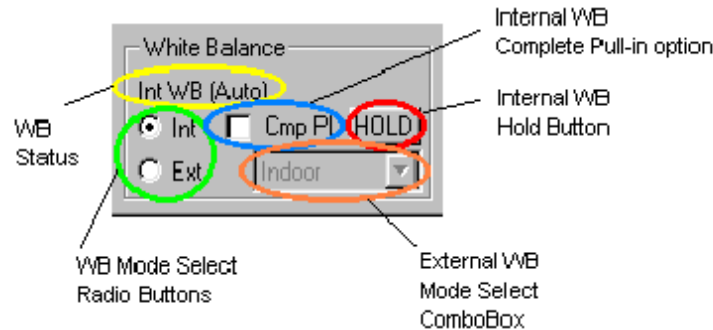 Internal WB
Complete Pull-in option
White Balance
Int WB (Auto)
Internal WB
Hold Button
WB
Status
Int
Cmp PI
HOLD
Ext
Indoor
WB Mode Select
Radio Buttons
External WB
Mode Select
ComboBox